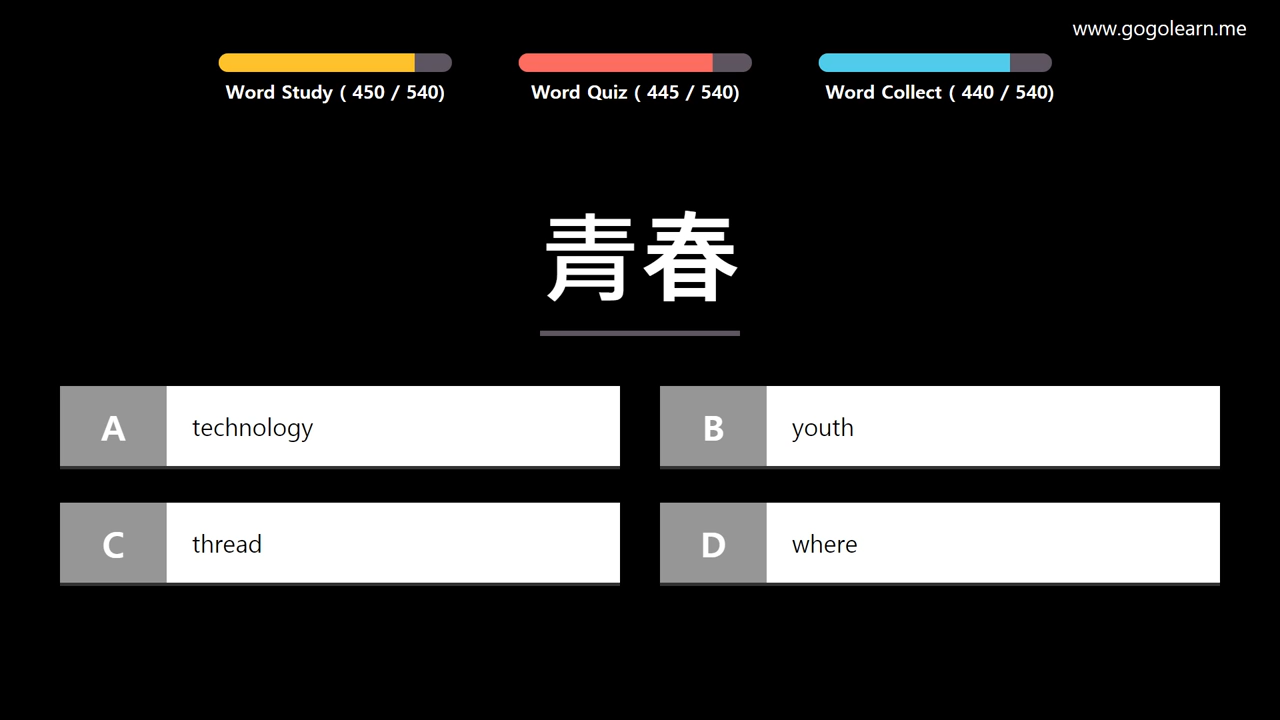 www.gogolearn.me
Word Study ( 450 / 540)
Word Quiz ( 445 / 540)
Word Collect ( 440 / 540)
青春
A technology
B youth
C thread
D where